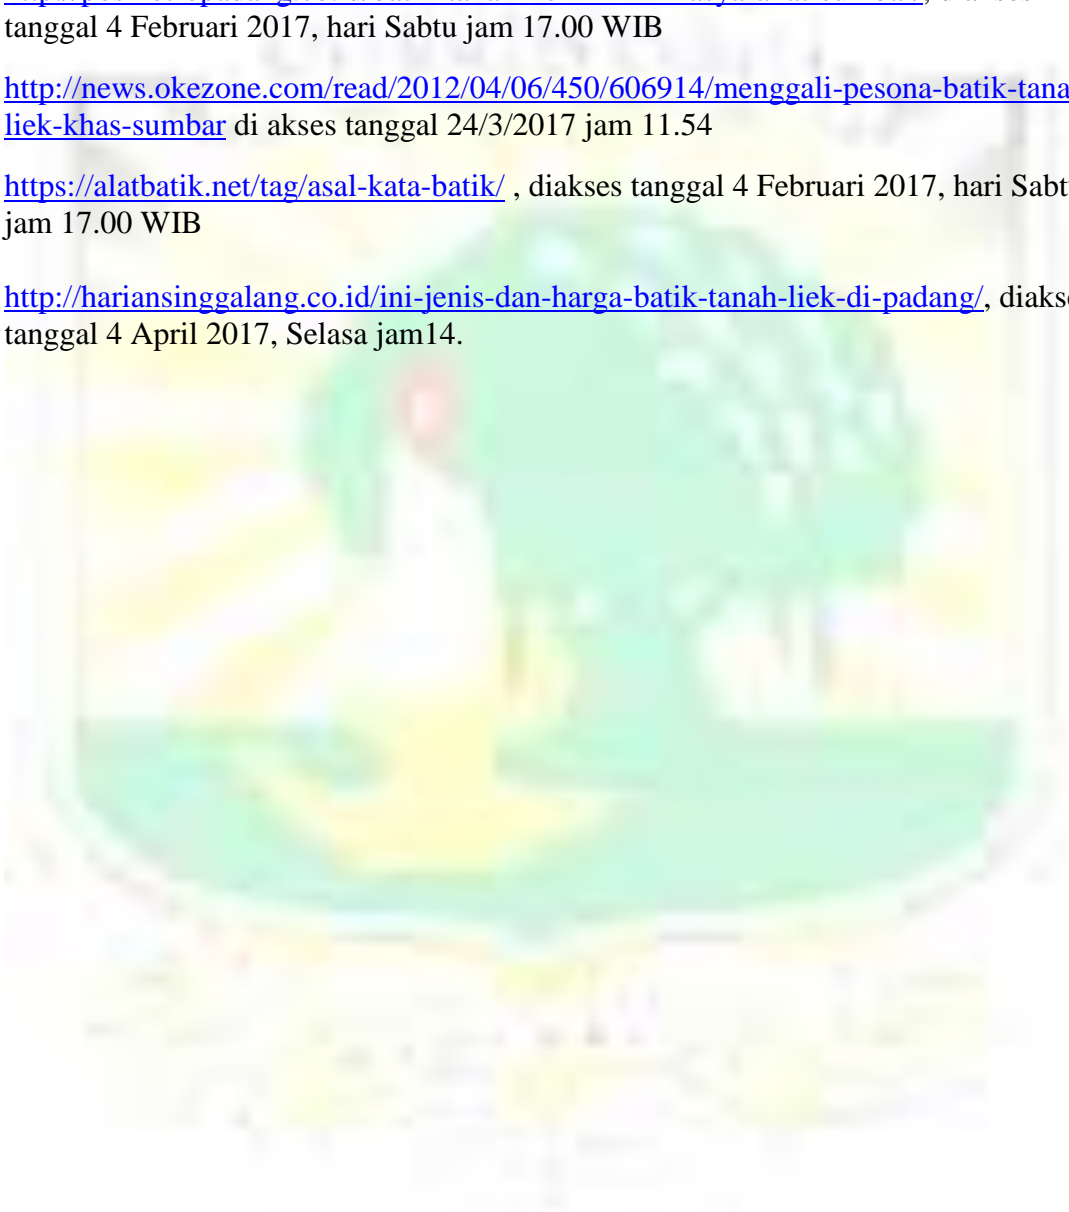 tanggal 4 Februari 2017, hari Sabtu jam 17.00 WIB
http://news.okezone.com/read/2012/04/06/450/606914/menggali-pesona-batik-tana
liek-khas-sumbar di akses tanggal 24/3/2017 jam 11.54
https://alatbatik.net/tag/asal-kata-batik/ , diakses tanggal 4 Februari 2017, hari Sabt
jam 17.00 WIB
http://hariansinggalang.co.id/ini-jenis-dan-harga-batik-tanah-liek-di-padang/, diaks
tanggal 4 April 2017, Selasa jam14.